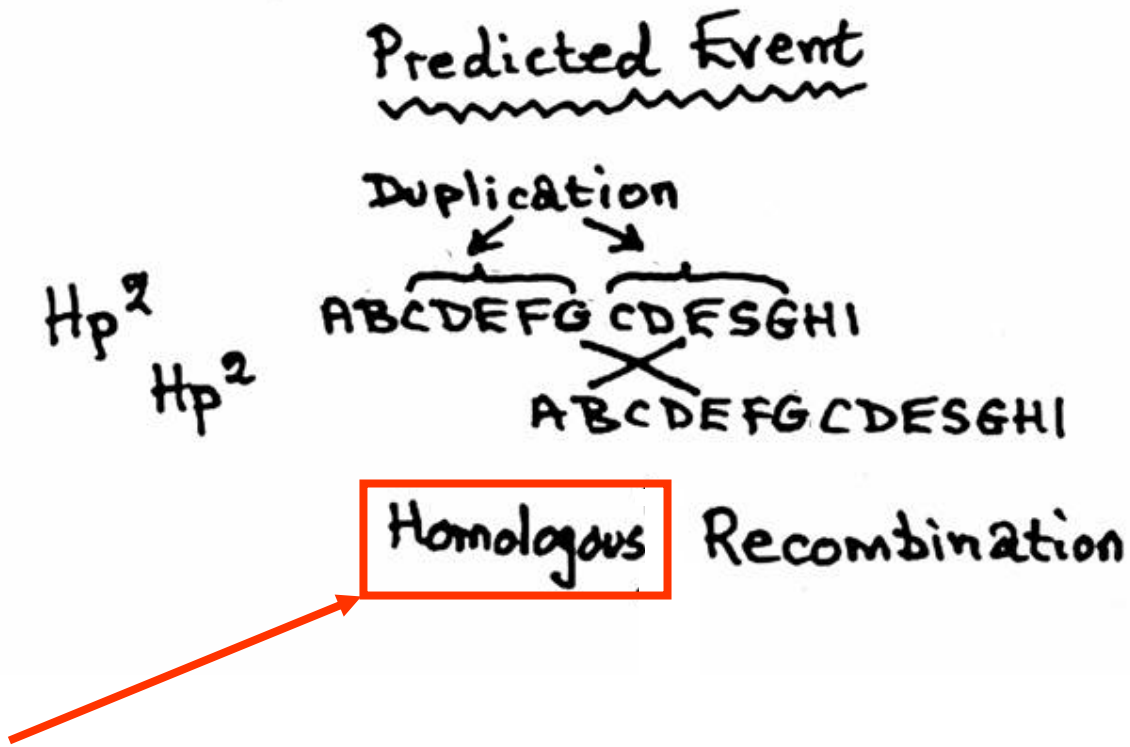 Predicted Event
Duplication
Hp² ABCDEFG CDESGHI
Hp² ABCDEFGCDESGHI
Homologous Recombination